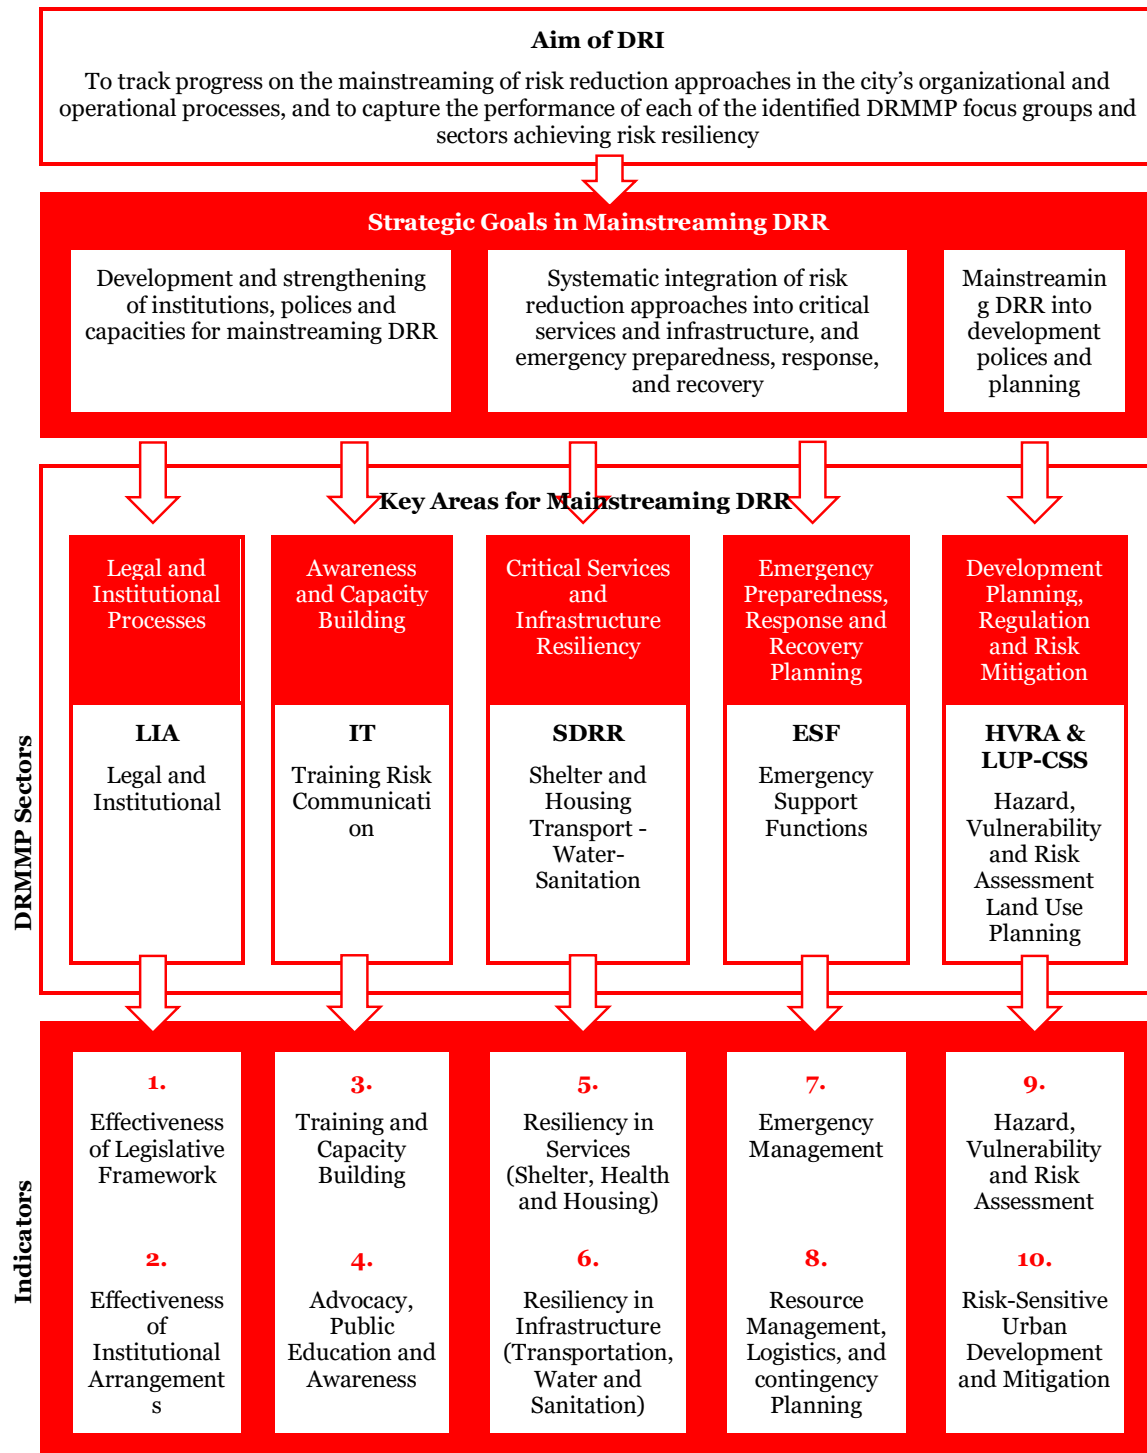 Aim of DRI
To track progress on the mainstreaming of risk reduction approaches in the city's organizational and
operational processes, and to capture the performance of each of the identified DRMMP focus groups and
sectors achieving risk resiliency
Strategic Goals in Mainstreaming DRR
Development and strengthening
of institutions, polices and
capacities for mainstreaming DRR
Systematic integration of risk
reduction approaches into critical
services and infrastructure, and
emergency preparedness, response,
and recovery
Mainstreamin
g DRR into
development
polices and
planning
Key Areas for Mainstreaming DRR
DRMMP Sectors
Legal and
Institutional
Processes
Awareness
and Capacity
Building
Critical Services
and
Infrastructure
Resiliency
Emergency
Preparedness,
Response and
Recovery
Planning
Development
Planning,
Regulation
and Risk
Mitigation
LIA
Legal and
Institutional
IT
Training Risk
Communicati
on
SDRR
Shelter and
Housing
Transport -
Water-
Sanitation
ESF
Emergency
Support
Functions
HVRA &
LUP-CSS
Hazard,
Vulnerability
and Risk
Assessment
Land Use
Planning
Indicators
1.
Effectiveness
of Legislative
Framework
2.
Effectiveness
of
Institutional
Arrangement
s
3.
Training and
Capacity
Building
4.
Advocacy,
Public
Education and
Awareness
5.
Resiliency in
Services
(Shelter, Health
and Housing)
6.
Resiliency in
Infrastructure
(Transportation,
Water and
Sanitation)
7.
Emergency
Management
8.
Resource
Management,
Logistics, and
contingency
Planning
9.
Hazard,
Vulnerability
and Risk
Assessment
10.
Risk-Sensitive
Urban
Development
and Mitigation